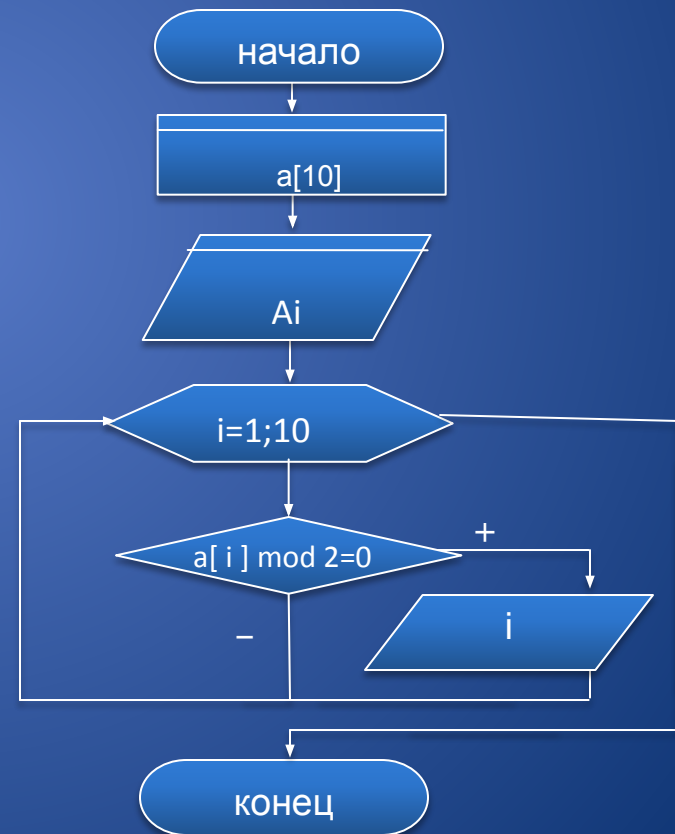 начало
a[10]
Ai
i=1;10
a[ i ] mod 2=0
+
i
–
конец